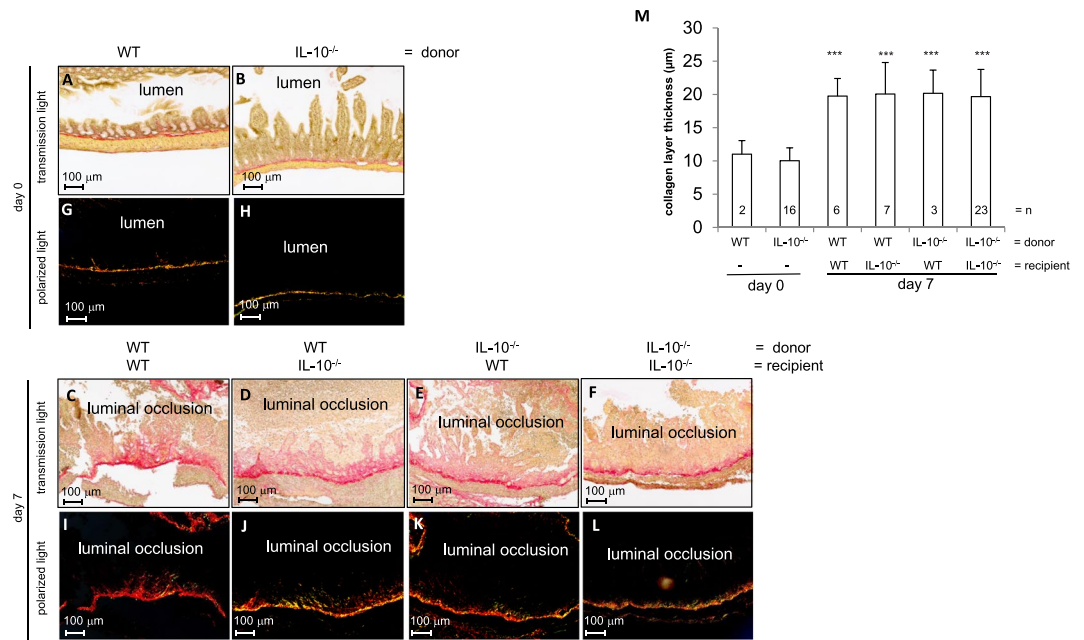 WT IL-10-/- = donor
day 0
transmission light
A lumen 100 µm
B lumen 100 µm
polarized light
G lumen 100 µm
H lumen 100 µm
M
collagen layer thickness (µm)
30
25
20
15
10
5
0
*** *** *** ***
2 16 6 7 3 23 = n
WT IL-10-/- WT WT IL-10-/- IL-10-/- = donor
- - WT IL-10-/- WT IL-10-/- = recipient
day 0 day 7
WT WT IL-10-/- IL-10-/- = donor
WT IL-10-/- WT IL-10-/- = recipient
day 7
transmission light
C luminal occlusion 100 µm
D luminal occlusion 100 µm
E luminal occlusion 100 µm
F luminal occlusion 100 µm
polarized light
I luminal occlusion 100 µm
J luminal occlusion 100 µm
K luminal occlusion 100 µm
L luminal occlusion 100 µm